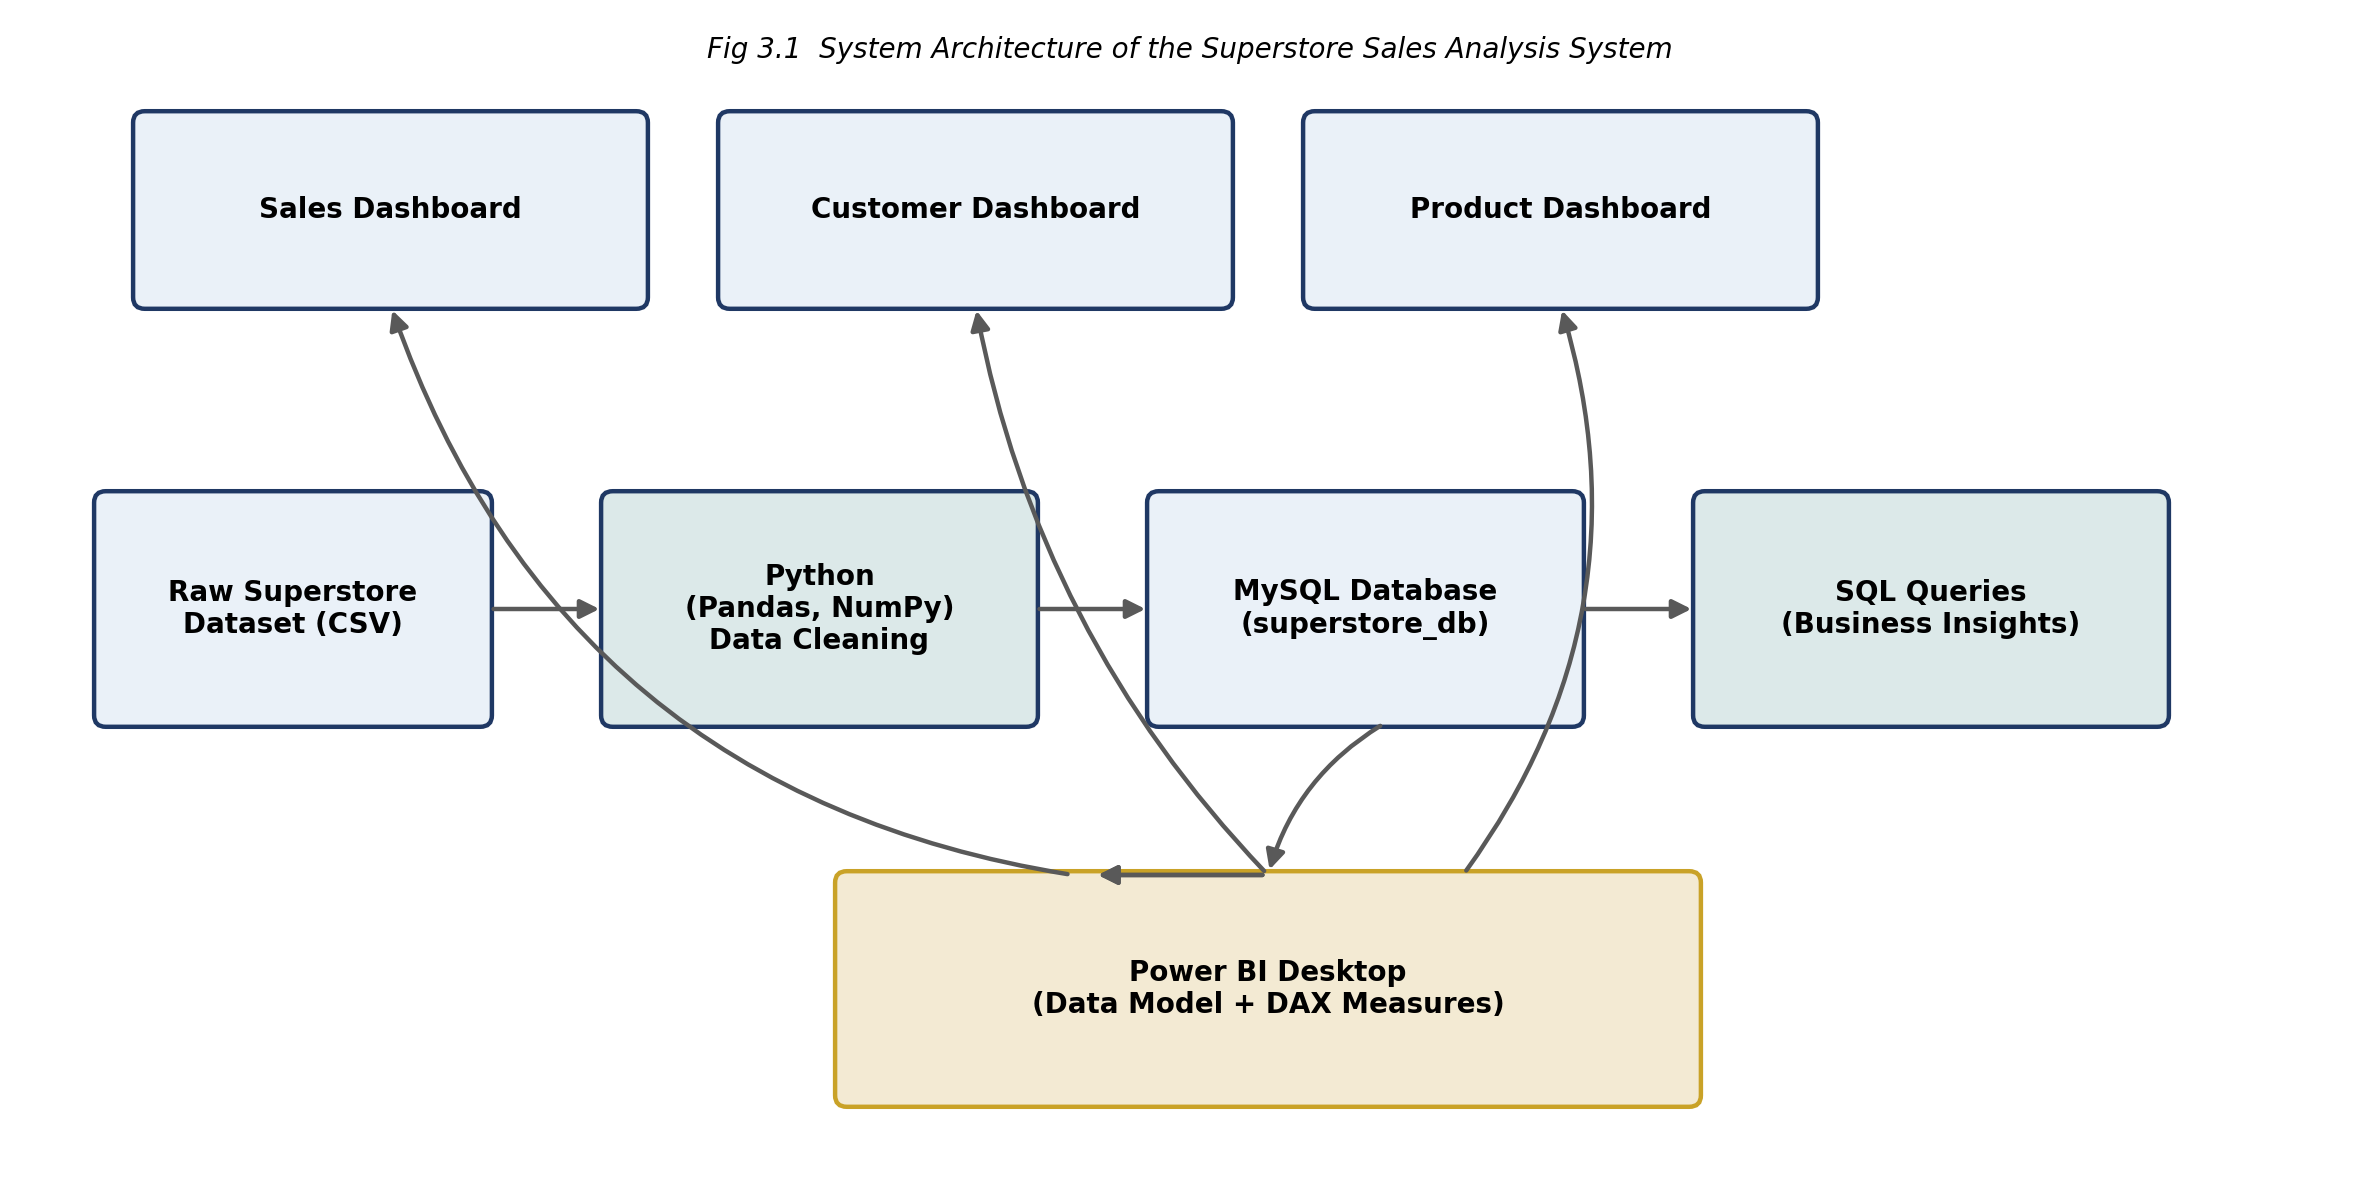 Fig 3.1  System Architecture of the Superstore Sales Analysis System
Sales Dashboard
Customer Dashboard
Product Dashboard
Raw Superstore
Dataset (CSV)
Python
(Pandas, NumPy)
Data Cleaning
MySQL Database
(superstore_db)
SQL Queries
(Business Insights)
Power BI Desktop
(Data Model + DAX Measures)